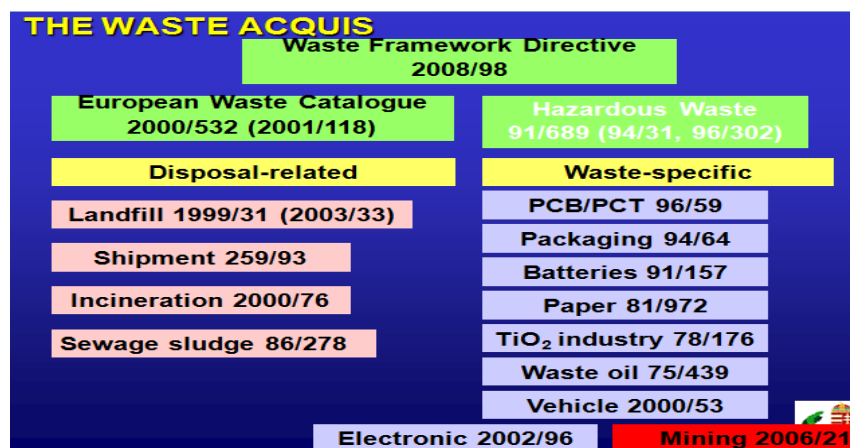 THE WASTE ACQUIS
Waste Framework Directive
2008/98
European Waste Catalogue
2000/532 (2001/118)
Hazardous Waste
91/689 (94/31, 96/302)
Disposal-related
Landfill 1999/31 (2003/33)
Shipment 259/93
Incineration 2000/76
Sewage sludge 86/278
Waste-specific
PCB/PCT 96/59
Packaging 94/64
Batteries 91/157
Paper 81/972
TiO₂ industry 78/176
Waste oil 75/439
Vehicle 2000/53
Electronic 2002/96
Mining 2006/21